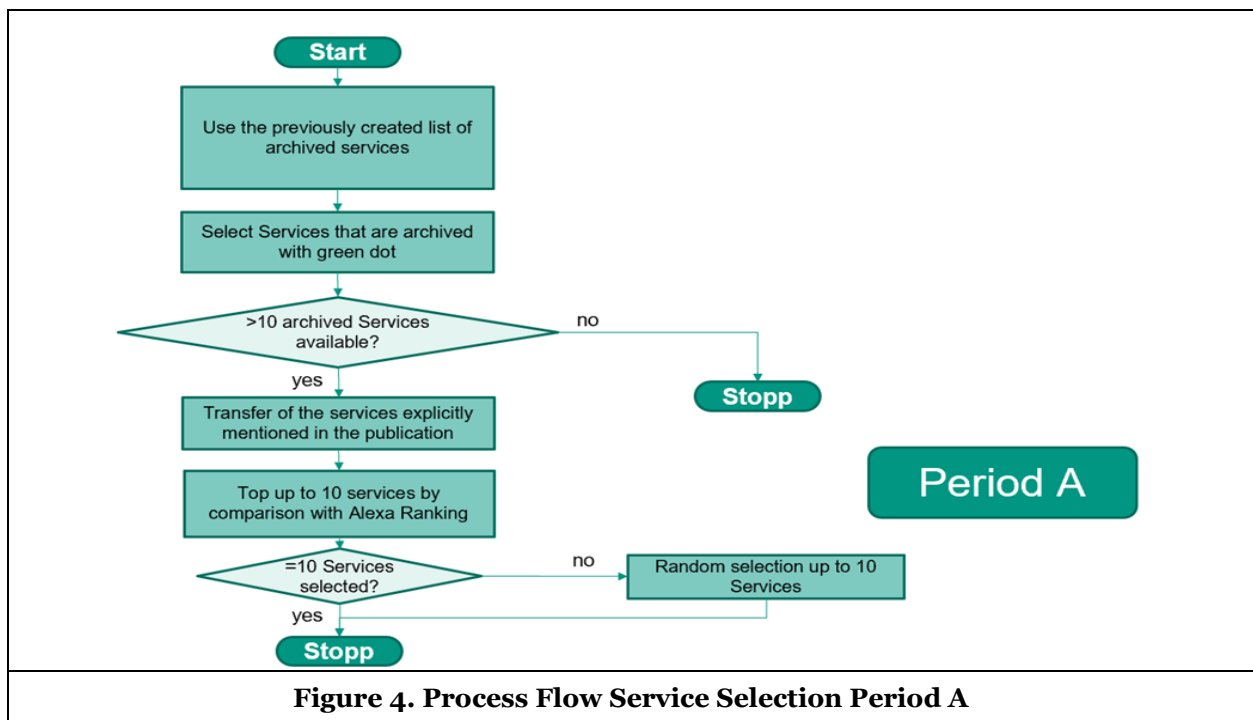 Start
Use the previously created list of
archived services
Select Services that are archived
with green dot
>10 archived Services
available?
no
yes
Stopp
Transfer of the services explicitly
mentioned in the publication
Period A
Top up to 10 services by
comparison with Alexa Ranking
=10 Services
selected?
no
Random selection up to 10
Services
yes
Stopp
Figure 4. Process Flow Service Selection Period A